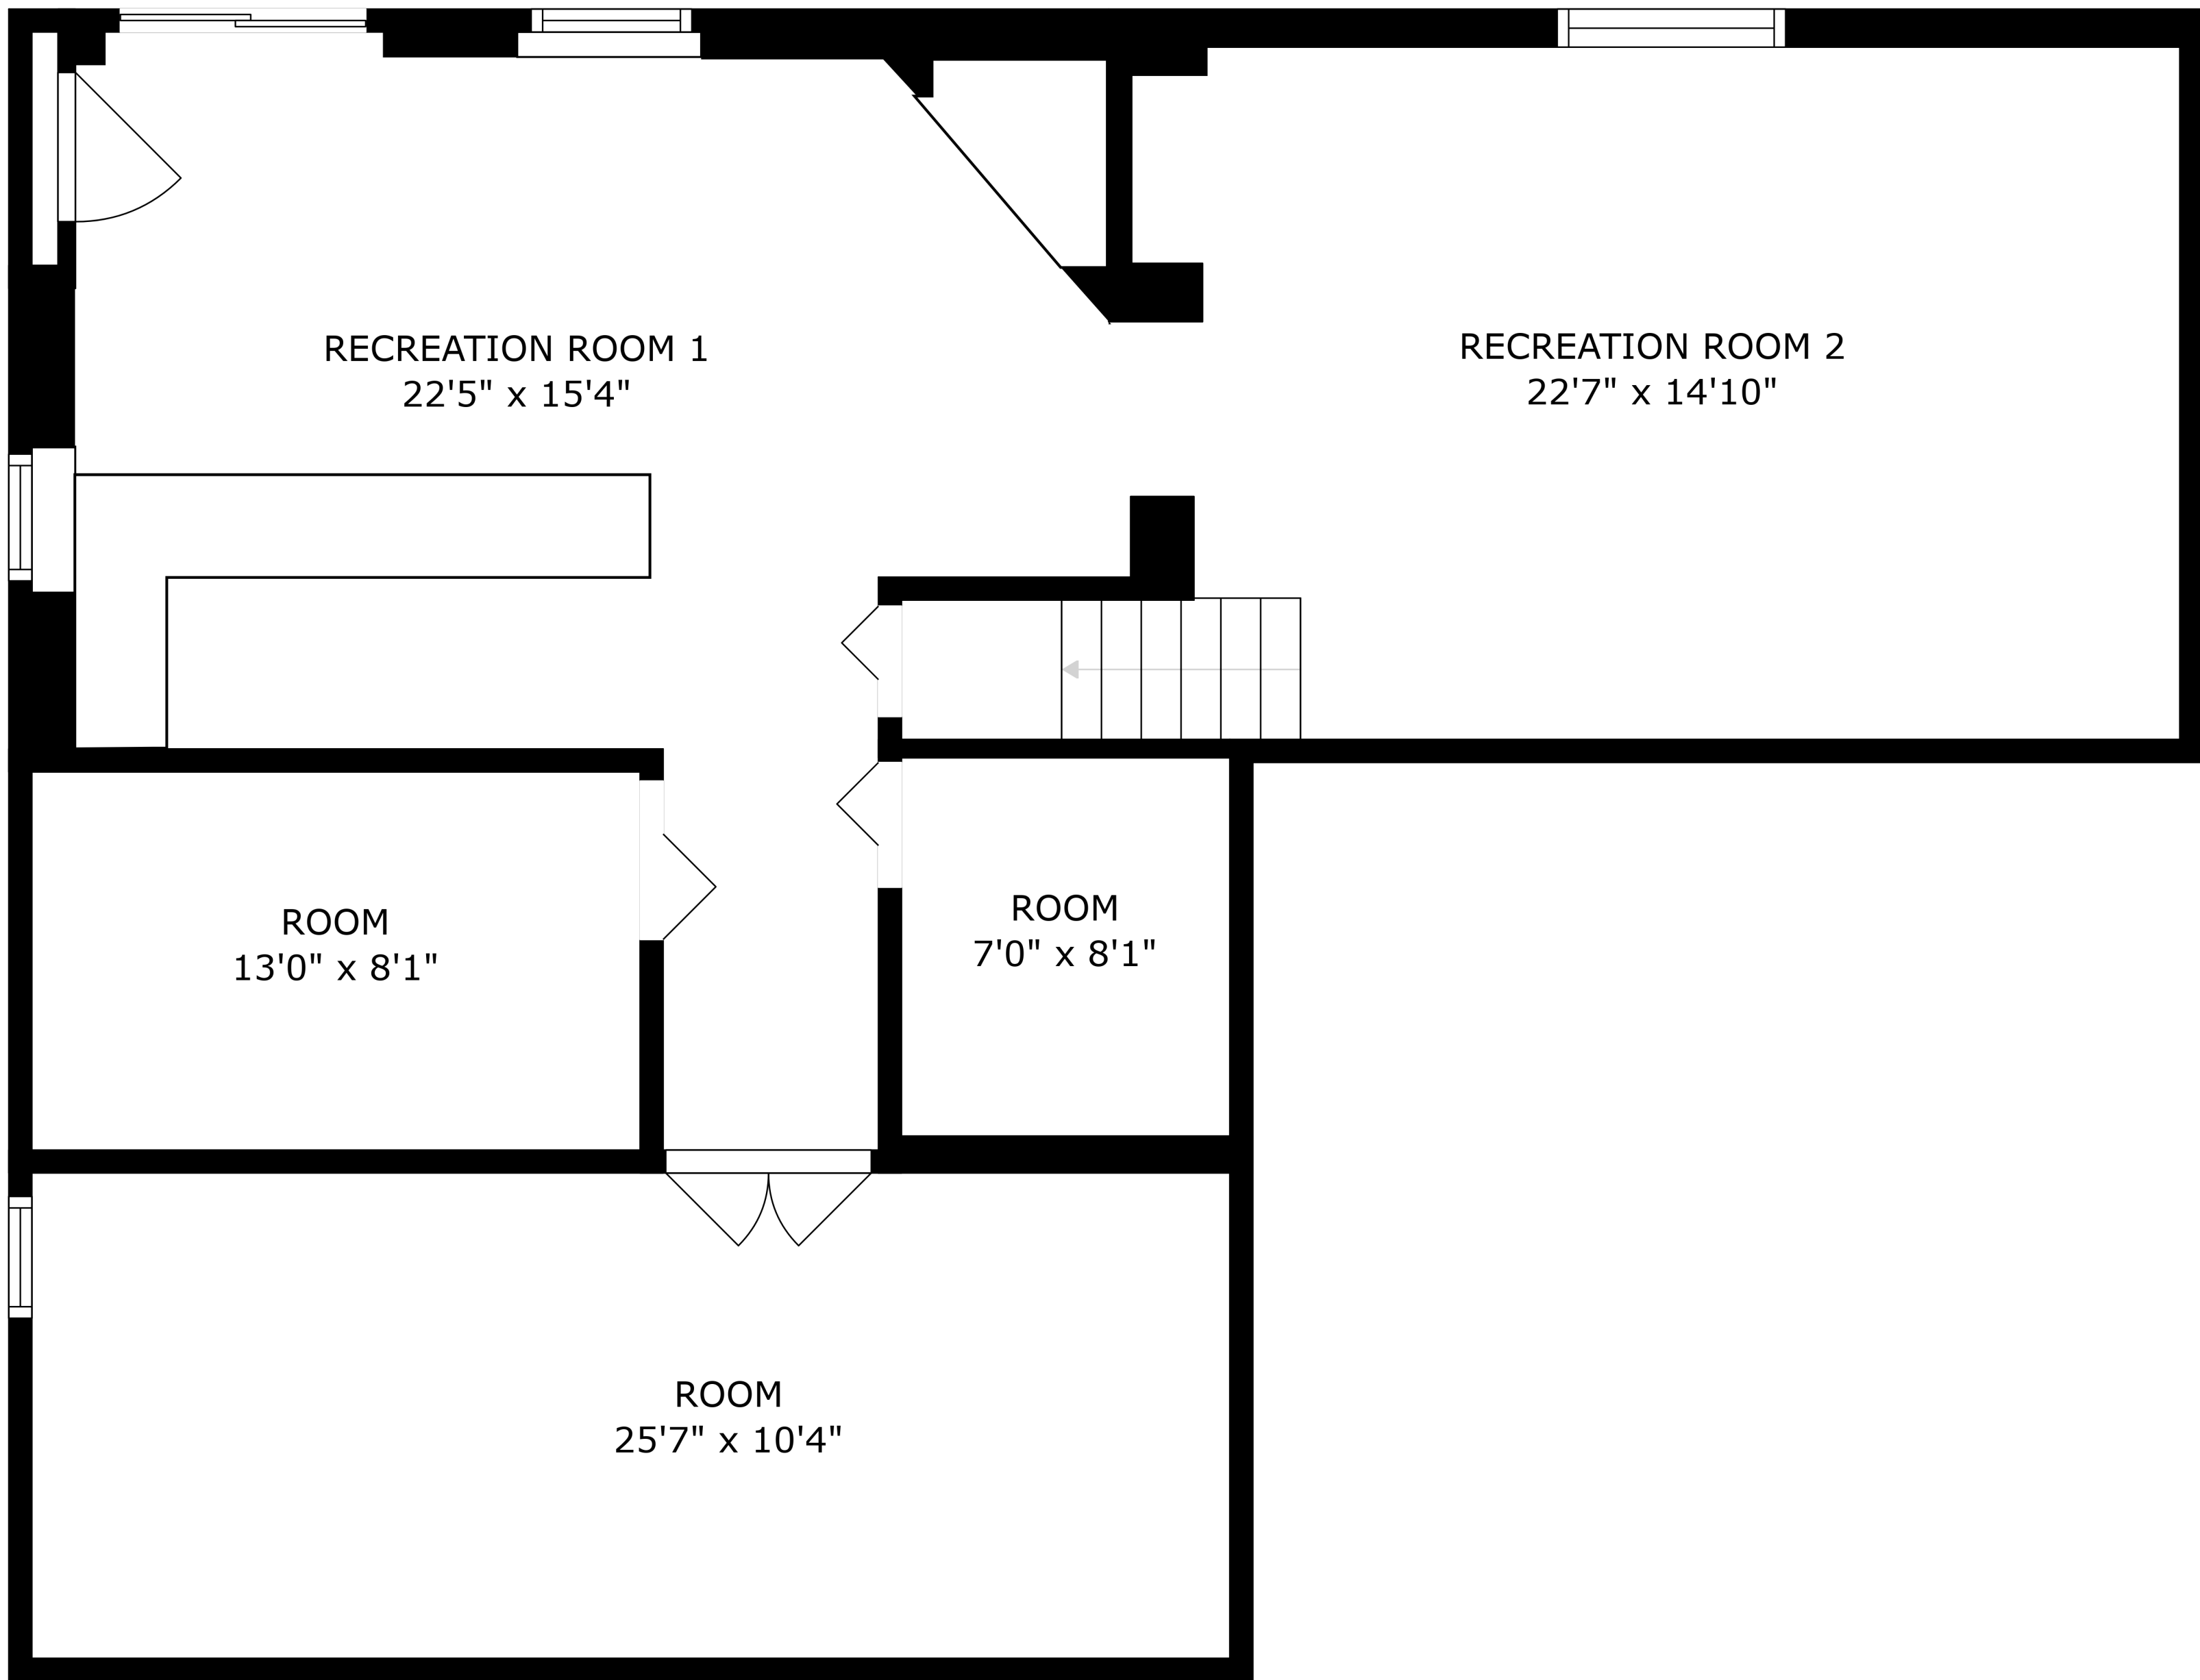 RECREATION ROOM 1
22'5" x 15'4"
RECREATION ROOM 2
22'7" x 14'10"
ROOM
13'0" x 8'1"
ROOM
7'0" x 8'1"
ROOM
25'7" x 10'4"